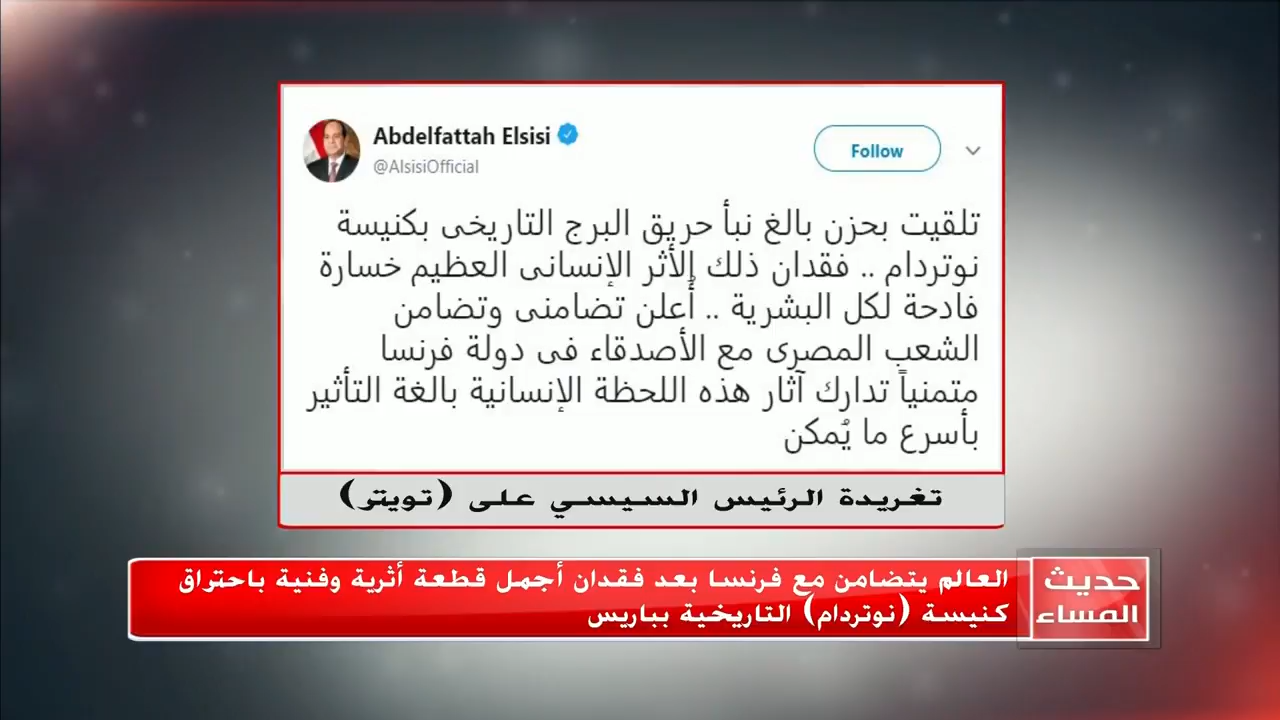 Abdelfattah Elsisi
@AlsisiOfficial
Follow
تلقيت بحزن بالغ نبأ حريق البرج التاريخى بكنيسة
نوتردام .. فقدان ذلك الأثر الإنسانى العظيم خسارة
فادحة لكل البشرية .. أُعلن تضامنى وتضامن
الشعب المصرى مع الأصدقاء فى دولة فرنسا
متمنياً تدارك آثار هذه اللحظة الإنسانية بالغة التأثير
بأسرع ما يُمكن
تغريدة الرئيس السيسي على (تويتر)
حديث
المساء
العالم يتضامن مع فرنسا بعد فقدان أجمل قطعة أثرية وفنية باحتراق
كنيسة (نوتردام) التاريخية بباريس